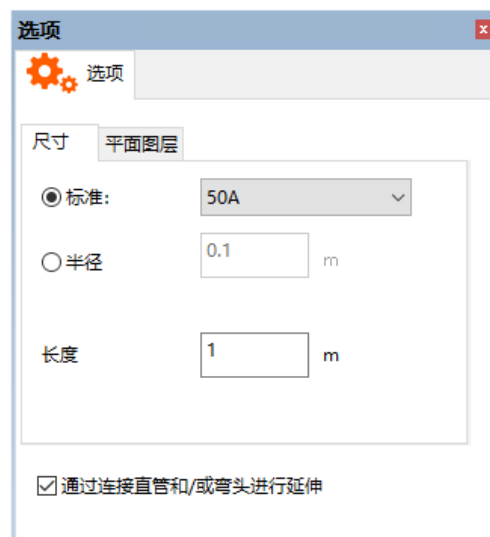 选项
选项
尺寸 平面图层
标准: 50A
半径 0.1 m
长度 1 m
通过连接直管和/或弯头进行延伸